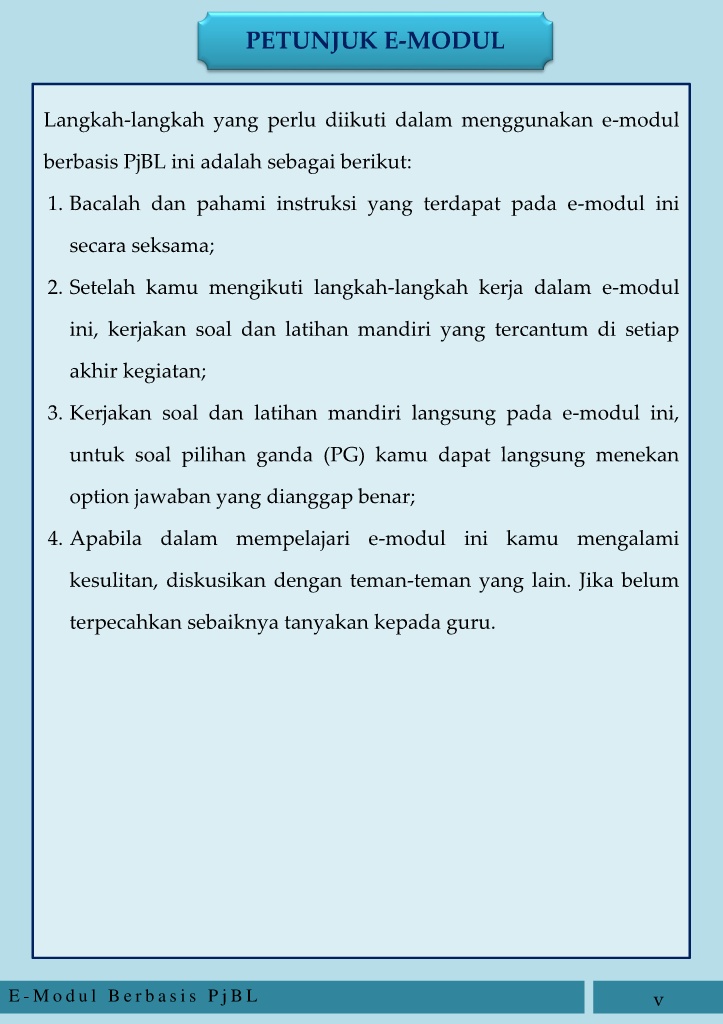 PETUNJUK E-MODUL
Langkah-langkah yang perlu diikuti dalam menggunakan e-modul
berbasis PjBL ini adalah sebagai berikut:
1. Bacalah dan pahami instruksi yang terdapat pada e-modul ini
secara seksama;
2. Setelah kamu mengikuti langkah-langkah kerja dalam e-modul
ini, kerjakan soal dan latihan mandiri yang tercantum di setiap
akhir kegiatan;
3. Kerjakan soal dan latihan mandiri langsung pada e-modul ini,
untuk soal pilihan ganda (PG) kamu dapat langsung menekan
option jawaban yang dianggap benar;
4. Apabila dalam mempelajari e-modul ini kamu mengalami
kesulitan, diskusikan dengan teman-teman yang lain. Jika belum
terpecahkan sebaiknya tanyakan kepada guru.
E-Modul Berbasis PjBL
v